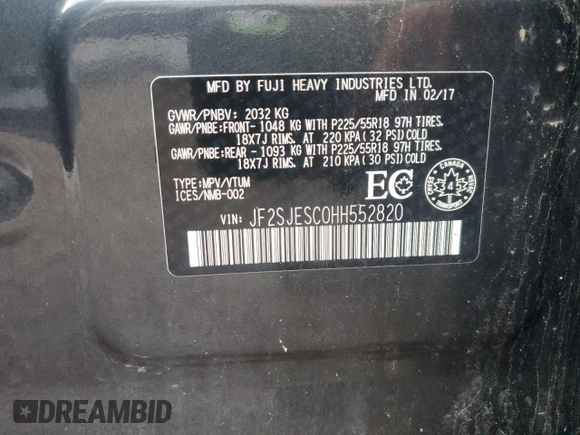 MFD BY FUJI HEAVY INDUSTRIES LTD.
MFD IN 02/17
GVWR/PNBV: 2032 KG
GAWR/PNBE:FRONT- 1048 KG WITH P225/55R18 97H TIRES.
18X7J RIMS. AT 220 KPA (32 PSI) COLD
GAWR/PNBE:REAR - 1093 KG WITH P225/55R18 97H TIRES.
18X7J RIMS. AT 210 KPA (30 PSI) COLD
TYPE:MPV/VTUM
ICES/NMB-002
EC
CANADA
4
VIN: JF2SJESC0HH552820
DREAMBID